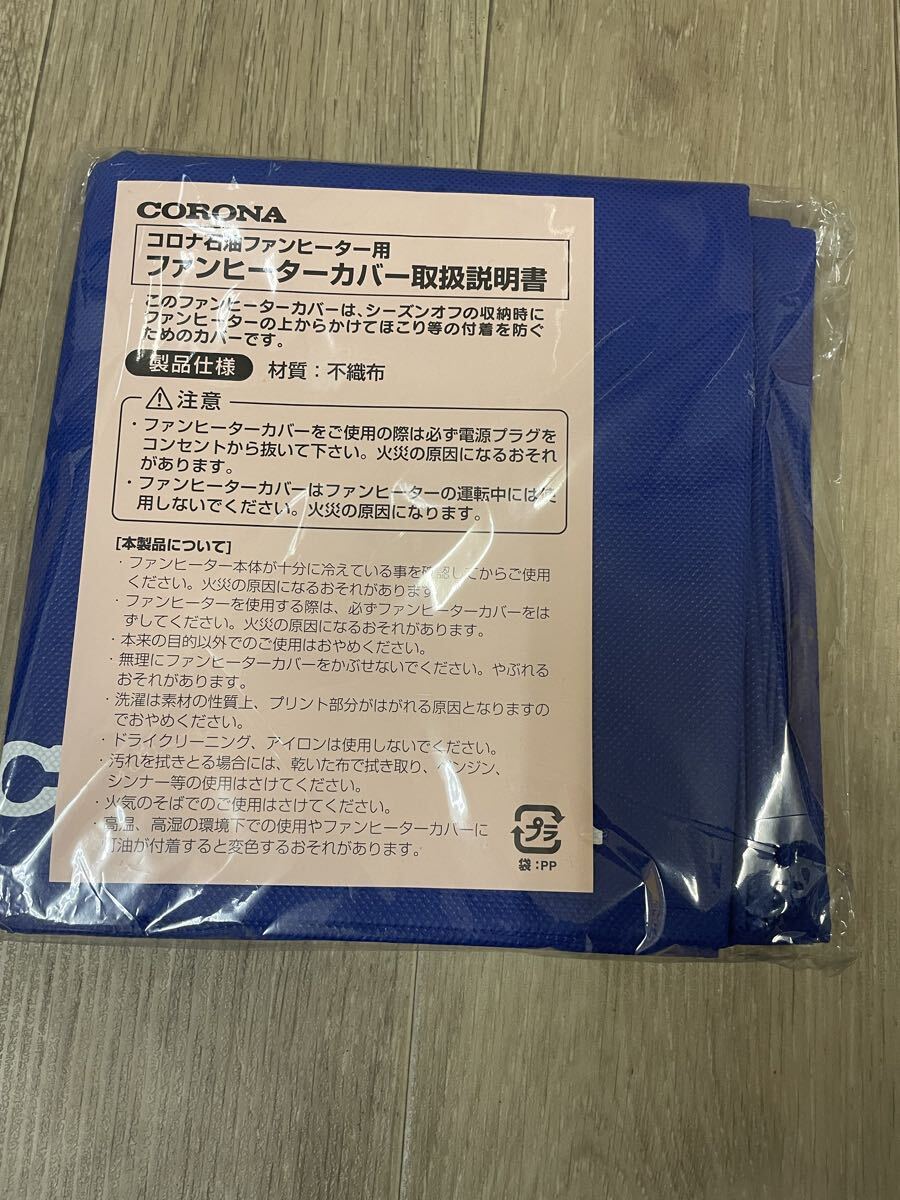 CORONA
コロナ石油ファンヒーター用
ファンヒーターカバー取扱説明書
このファンヒーターカバーは、シーズンオフの収納時に
ファンヒーターの上からかけてほこり等の付着を防ぐ
ためのカバーです。
製品仕様 材質：不織布
⚠注意
・ファンヒーターカバーをご使用の際は必ず電源プラグを
コンセントから抜いて下さい。火災の原因になるおそれ
があります。
・ファンヒーターカバーはファンヒーターの運転中には使
用しないでください。火災の原因になります。
[本製品について]
・ファンヒーター本体が十分に冷えている事を確認してからご使用
ください。火災の原因になるおそれがあります。
・ファンヒーターを使用する際は、必ずファンヒーターカバーをは
ずしてください。火災の原因になるおそれがあります。
・本来の目的以外でのご使用はおやめください。
・無理にファンヒーターカバーをかぶせないでください。やぶれる
おそれがあります。
・洗濯は素材の性質上、プリント部分がはがれる原因となりますの
でおやめください。
・ドライクリーニング、アイロンは使用しないでください。
・汚れを拭きとる場合には、乾いた布で拭き取り、ベンジン、
シンナー等の使用はさけてください。
・火気のそばでのご使用はさけてください。
・高温、高湿の環境下での使用やファンヒーターカバーに
灯油が付着すると変色するおそれがあります。
プラ
袋：PP
C